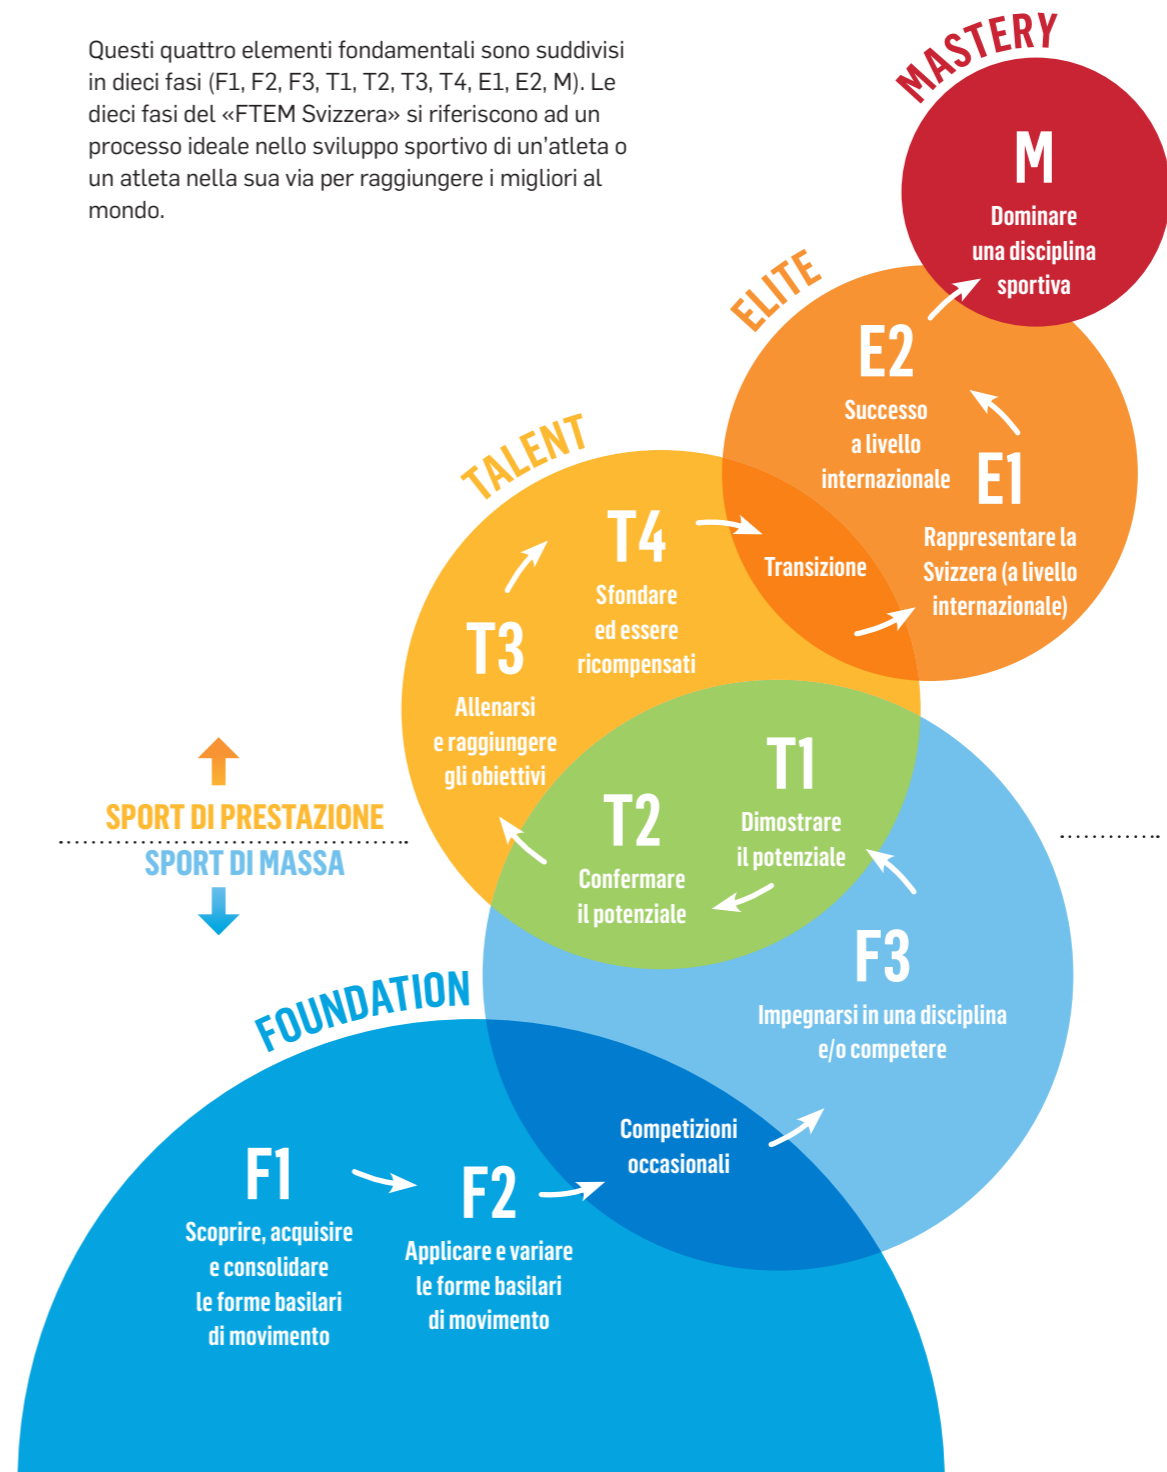 Questi quattro elementi fondamentali sono suddivisi
in dieci fasi (F1, F2, F3, T1, T2, T3, T4, E1, E2, M). Le
dieci fasi del «FTEM Svizzera» si riferiscono ad un
processo ideale nello sviluppo sportivo di un'atleta o
un atleta nella sua via per raggiungere i migliori al
mondo.
MASTERY
M
Dominare
una disciplina
sportiva
ELITE
E2
Successo
a livello
internazionale
E1
Rappresentare la
Svizzera (a livello
internazionale)
TALENT
T4
Sfondare
ed essere
ricompensati
Transizione
T3
Allenarsi
e raggiungere
gli obiettivi
T1
Dimostrare
il potenziale
T2
Confermare
il potenziale
SPORT DI PRESTAZIONE
SPORT DI MASSA
F3
Impegnarsi in una disciplina
e/o competere
FOUNDATION
Competizioni
occasionali
F1
Scoprire, acquisire
e consolidare
le forme basilari
di movimento
F2
Applicare e variare
le forme basilari
di movimento